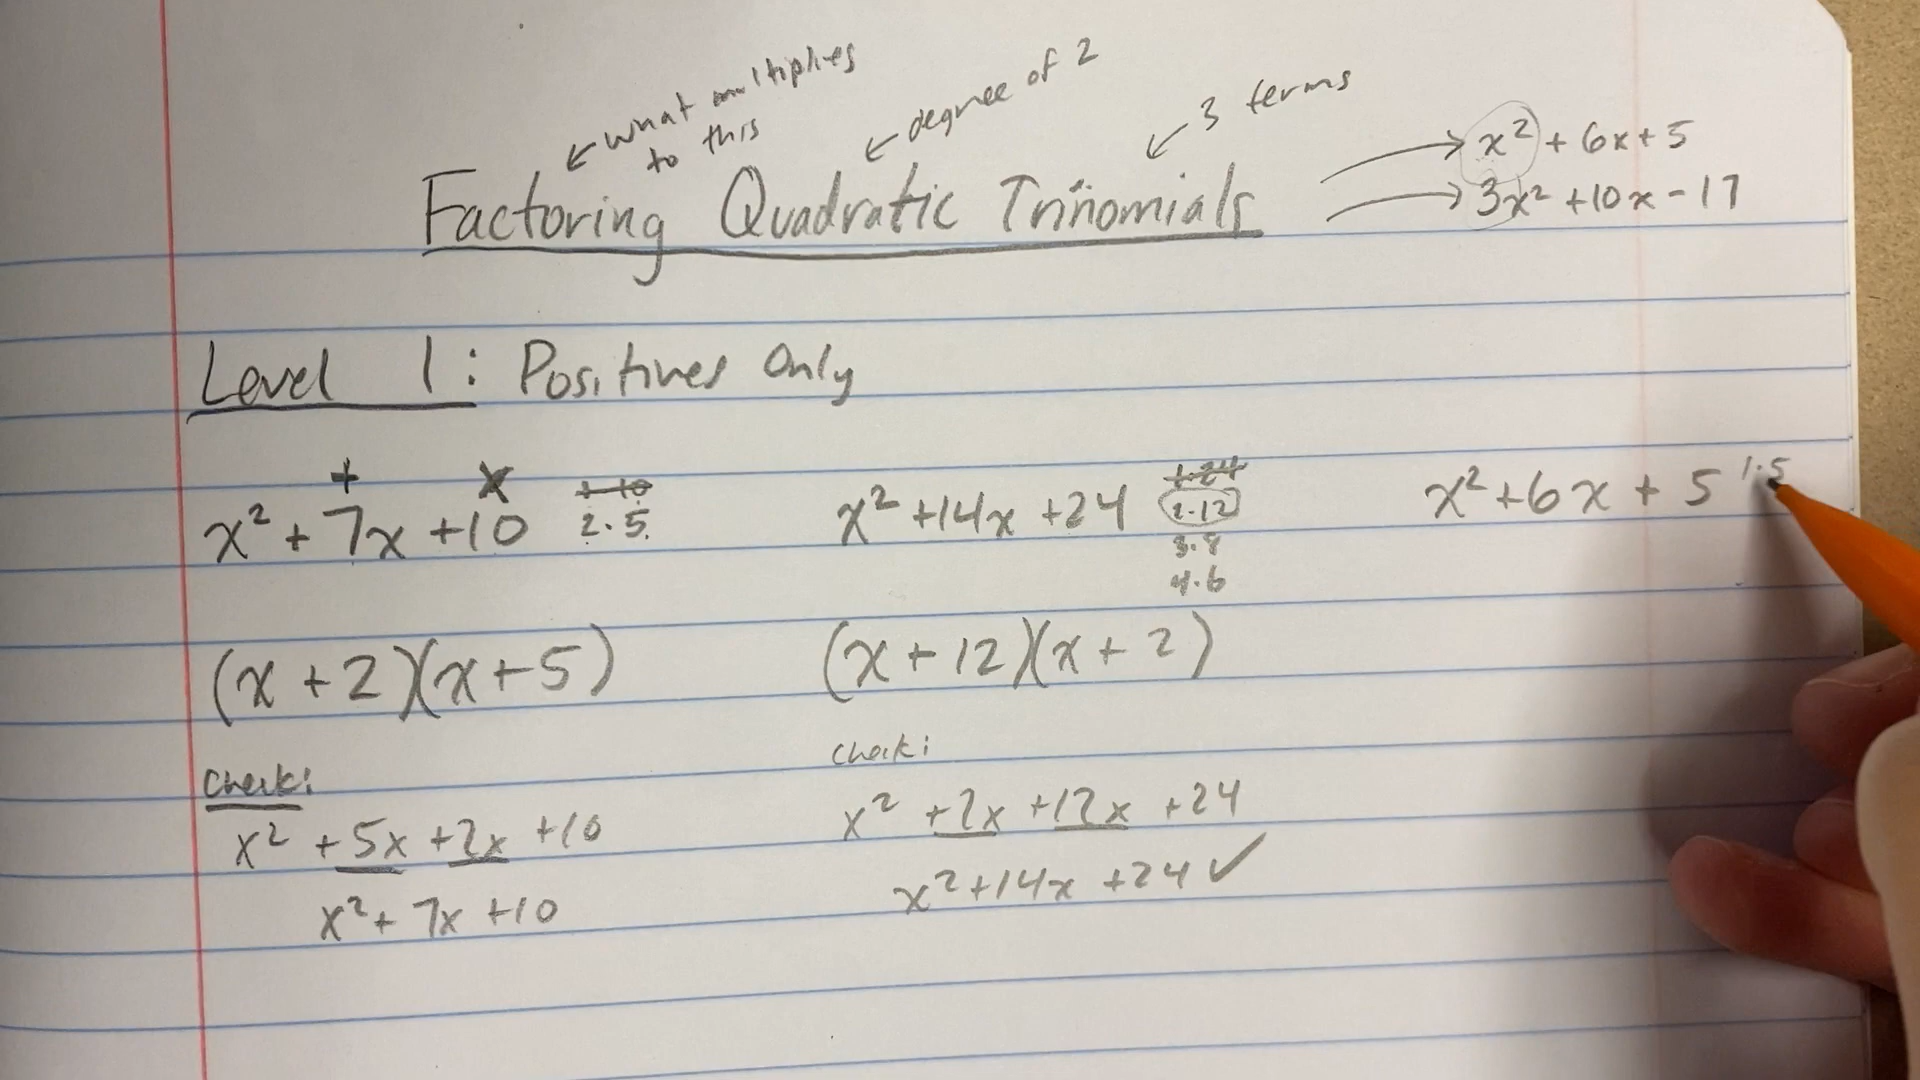 ← what multiplies
to this
← degree of 2
← 3 terms
Factoring Quadratic Trinomials
→ x² + 6x + 5
→ 3x² + 10x - 17
Level 1: Positives Only
+ x
x² + 7x + 10
1·10
2·5
(x + 2)(x + 5)
Check:
x² + 5x + 2x + 10
x² + 7x + 10
x² + 14x + 24
1·24
2·12
3·8
4·6
(x + 12)(x + 2)
Check:
x² + 2x + 12x + 24
x² + 14x + 24 ✓
x² + 6x + 5
1·5